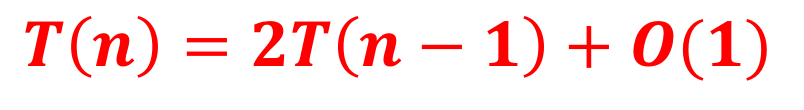 T(n) = 2T(n − 1) + O(1)